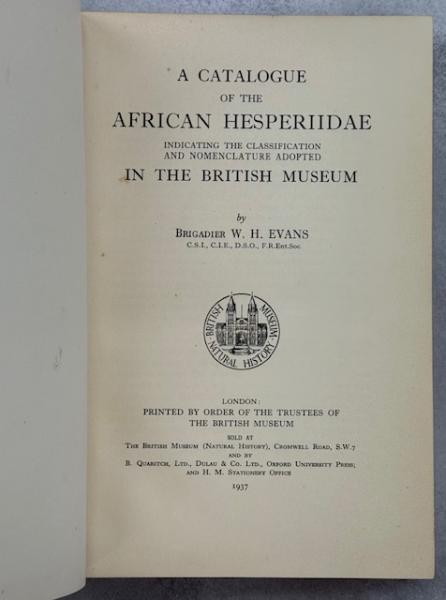 A CATALOGUE
OF THE
AFRICAN HESPERIIDAE
INDICATING THE CLASSIFICATION
AND NOMENCLATURE ADOPTED
IN THE BRITISH MUSEUM
by
BRIGADIER W. H. EVANS
C.S.I., C.I.E., D.S.O., F.R.Ent.Soc
BRITISH MUSEUM
NATURAL HISTORY
LONDON:
PRINTED BY ORDER OF THE TRUSTEES OF
THE BRITISH MUSEUM
SOLD AT
THE BRITISH MUSEUM (NATURAL HISTORY), CROMWELL ROAD, S.W.7
AND BY
B. QUARITCH, LTD., DULAU & CO. LTD., OXFORD UNIVERSITY PRESS;
AND H. M. STATIONERY OFFICE
1937